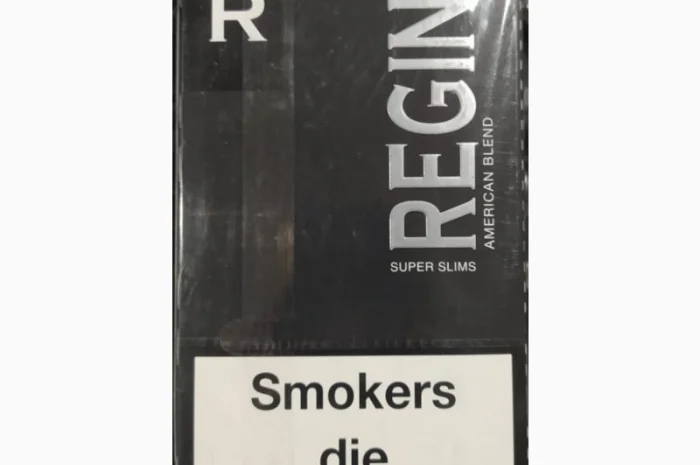 R
REGIN
AMERICAN BLEND
SUPER SLIMS
Smokers
die